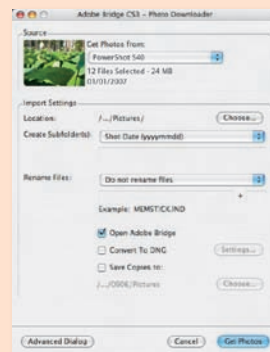 Adobe Bridge CS3 – Photo Downloader
Source
Get Photos from:
PowerShot S40
12 Files Selected - 24 MB
01/01/2007
Import Settings
Location: /.../Pictures/ Choose...
Create Subfolder(s): Shot Date (yyyymmdd)
Rename Files: Do not rename files
+
Example: MEMSTICK.IND
Open Adobe Bridge
Convert To DNG Settings...
Save Copies to:
Choose...
Advanced Dialog Cancel Get Photos